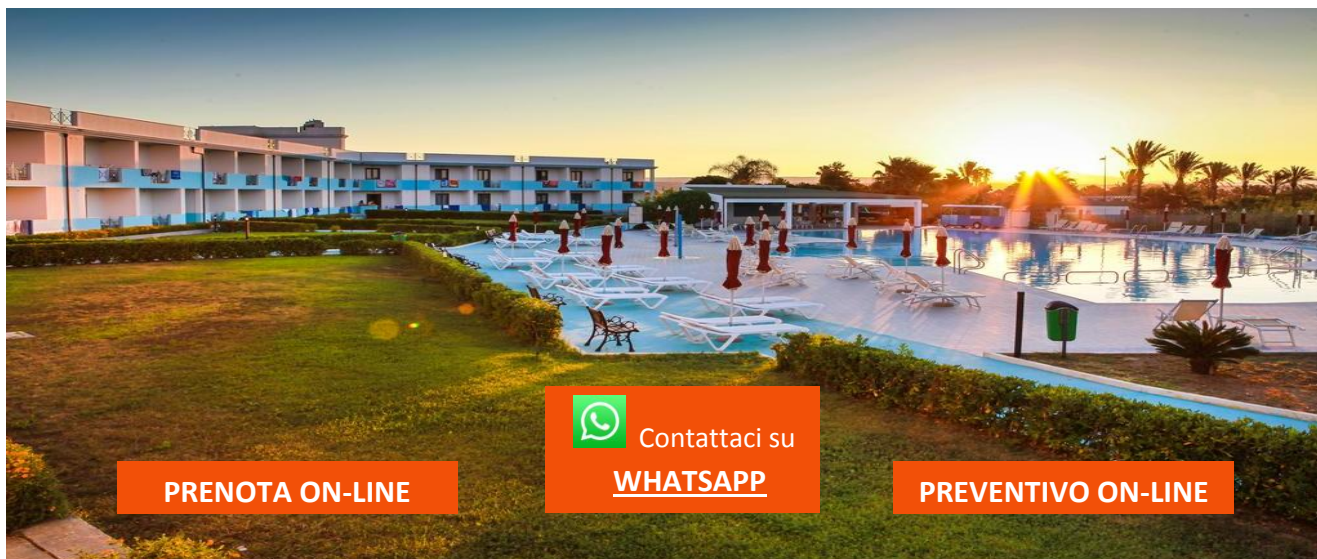 Contattaci su
WHATSAPP
PRENOTA ON-LINE
PREVENTIVO ON-LINE